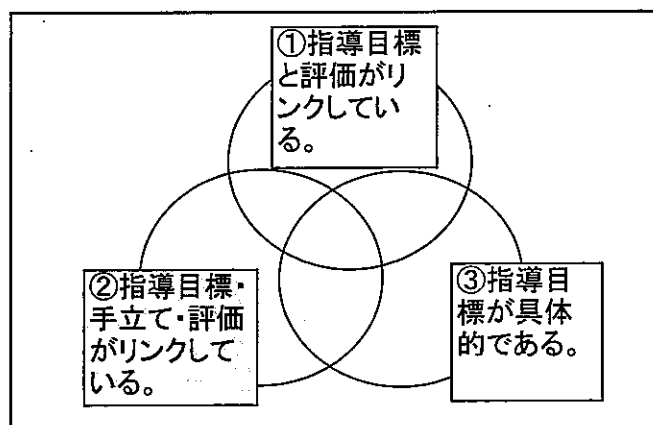 ①指導目標
と評価がリ
ンクしてい
る。
②指導目標・
手立て・評価
がリンクして
いる。
③指導目
標が具体
的である。